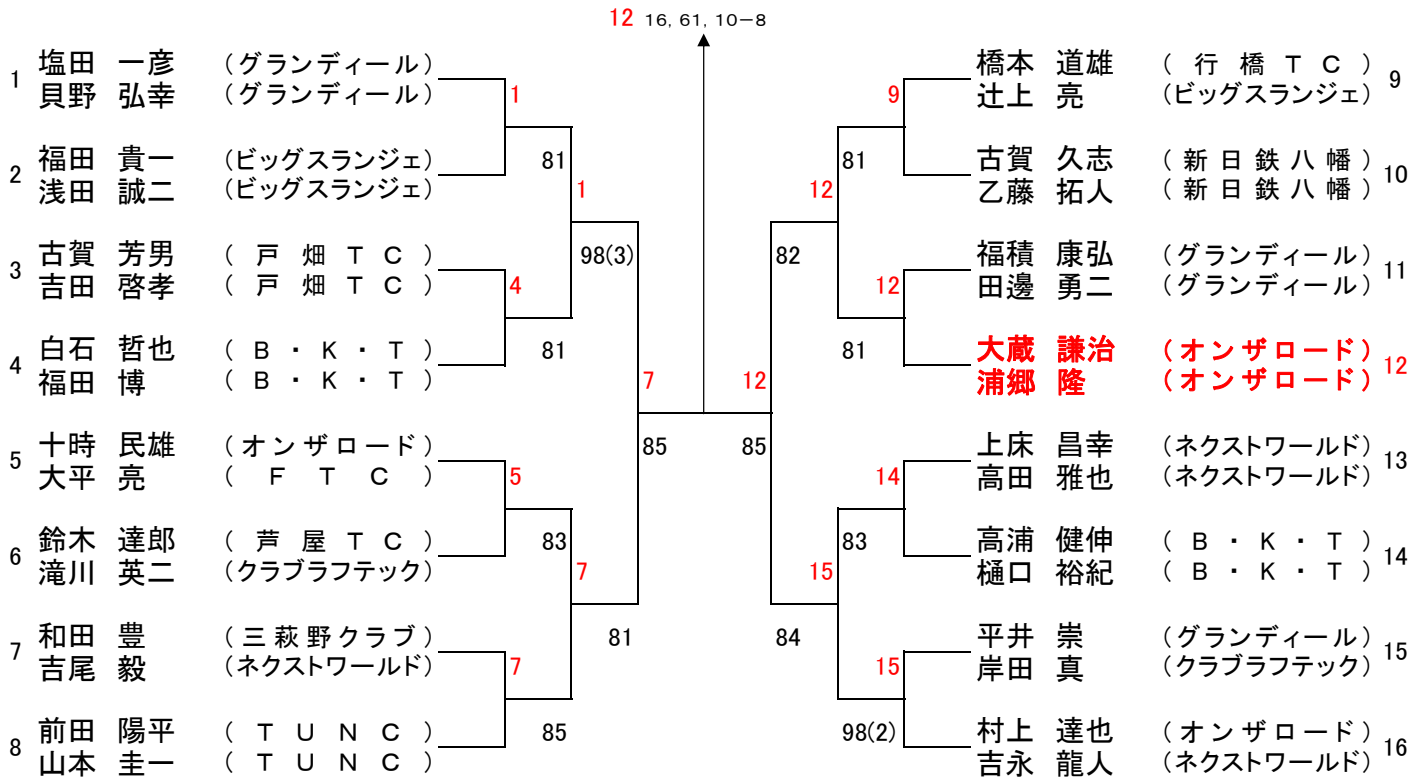 12 16, 61, 10－8
1 塩田 一彦 (グランディール)
貝野 弘幸 (グランディール)
1
2 福田 貴一 (ビッグスランジェ)
浅田 誠二 (ビッグスランジェ)
81
1
3 古賀 芳男 ( 戸 畑 T C )
吉田 啓孝 ( 戸 畑 T C )
98(3)
4
4 白石 哲也 ( B ・ K ・ T )
福田 博 ( B ・ K ・ T )
81
7
5 十時 民雄 (オンザロード)
大平 亮 ( F T C )
85
5
6 鈴木 達郎 ( 芦 屋 T C )
滝川 英二 (クラブラフテック)
83
7
7 和田 豊 (三萩野クラブ)
吉尾 毅 (ネクストワールド)
81
7
8 前田 陽平 ( T U N C )
山本 圭一 ( T U N C )
85
橋本 道雄 ( 行 橋 T C ) 9
辻上 亮 (ビッグスランジェ)
9
古賀 久志 ( 新 日 鉄 八 幡 ) 10
乙藤 拓人 ( 新 日 鉄 八 幡 )
81
12
福積 康弘 (グランディール) 11
田邊 勇二 (グランディール)
82
12
大蔵 謙治 (オンザロード) 12
浦郷 隆 (オンザロード)
81
12
上床 昌幸 (ネクストワールド) 13
高田 雅也 (ネクストワールド)
85
14
高浦 健伸 ( B ・ K ・ T ) 14
樋口 裕紀 ( B ・ K ・ T )
83
15
平井 崇 (グランディール) 15
岸田 真 (クラブラフテック)
84
15
村上 達也 (オンザロード) 16
吉永 龍人 (ネクストワールド)
98(2)